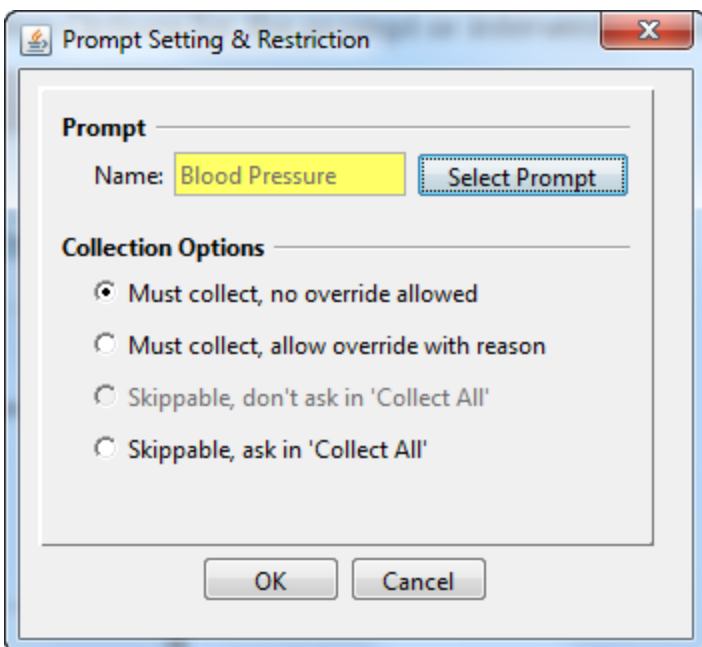 Prompt Setting & Restriction
Prompt
Name: Blood Pressure Select Prompt
Collection Options
Must collect, no override allowed
Must collect, allow override with reason
Skippable, don't ask in 'Collect All'
Skippable, ask in 'Collect All'
OK Cancel